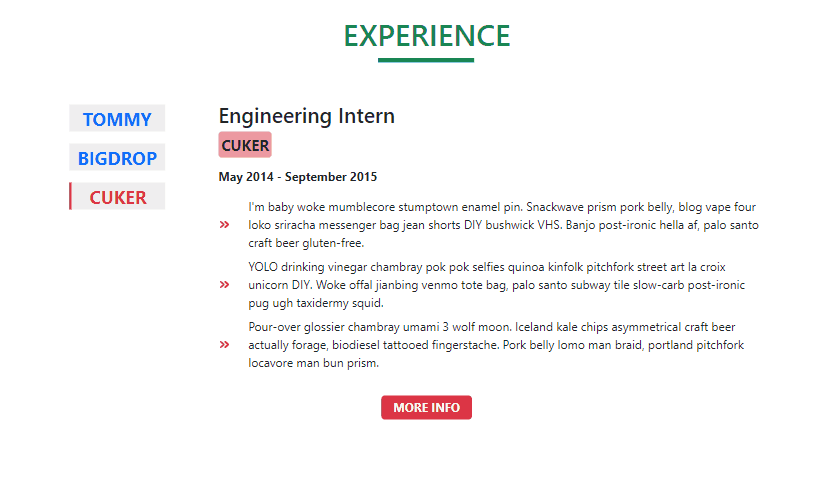 EXPERIENCE
TOMMY
BIGDROP
CUKER
Engineering Intern
CUKER
May 2014 - September 2015
I'm baby woke mumblecore stumptown enamel pin. Snackwave prism pork belly, blog vape four
loko sriracha messenger bag jean shorts DIY bushwick VHS. Banjo post-ironic hella af, palo santo
craft beer gluten-free.
YOLO drinking vinegar chambray pok pok selfies quinoa kinfolk pitchfork street art la croix
unicorn DIY. Woke offal jianbing venmo tote bag, palo santo subway tile slow-carb post-ironic
pug ugh taxidermy squid.
Pour-over glossier chambray umami 3 wolf moon. Iceland kale chips asymmetrical craft beer
actually forage, biodiesel tattooed fingerstache. Pork belly lomo man braid, portland pitchfork
locavore man bun prism.
MORE INFO